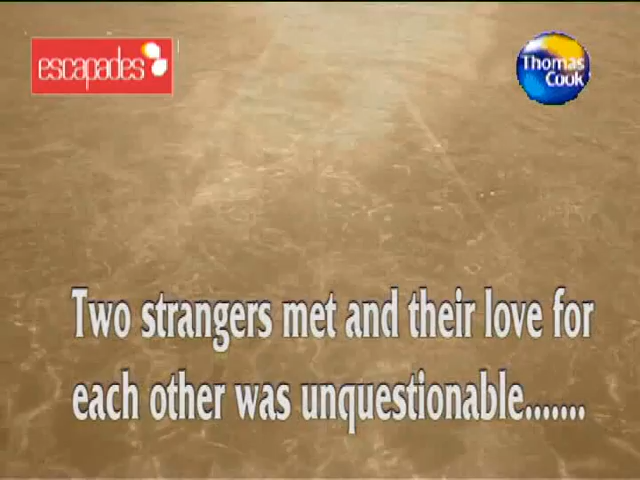 escapades
Thomas
Cook
Two strangers met and their love for
each other was unquestionable.......